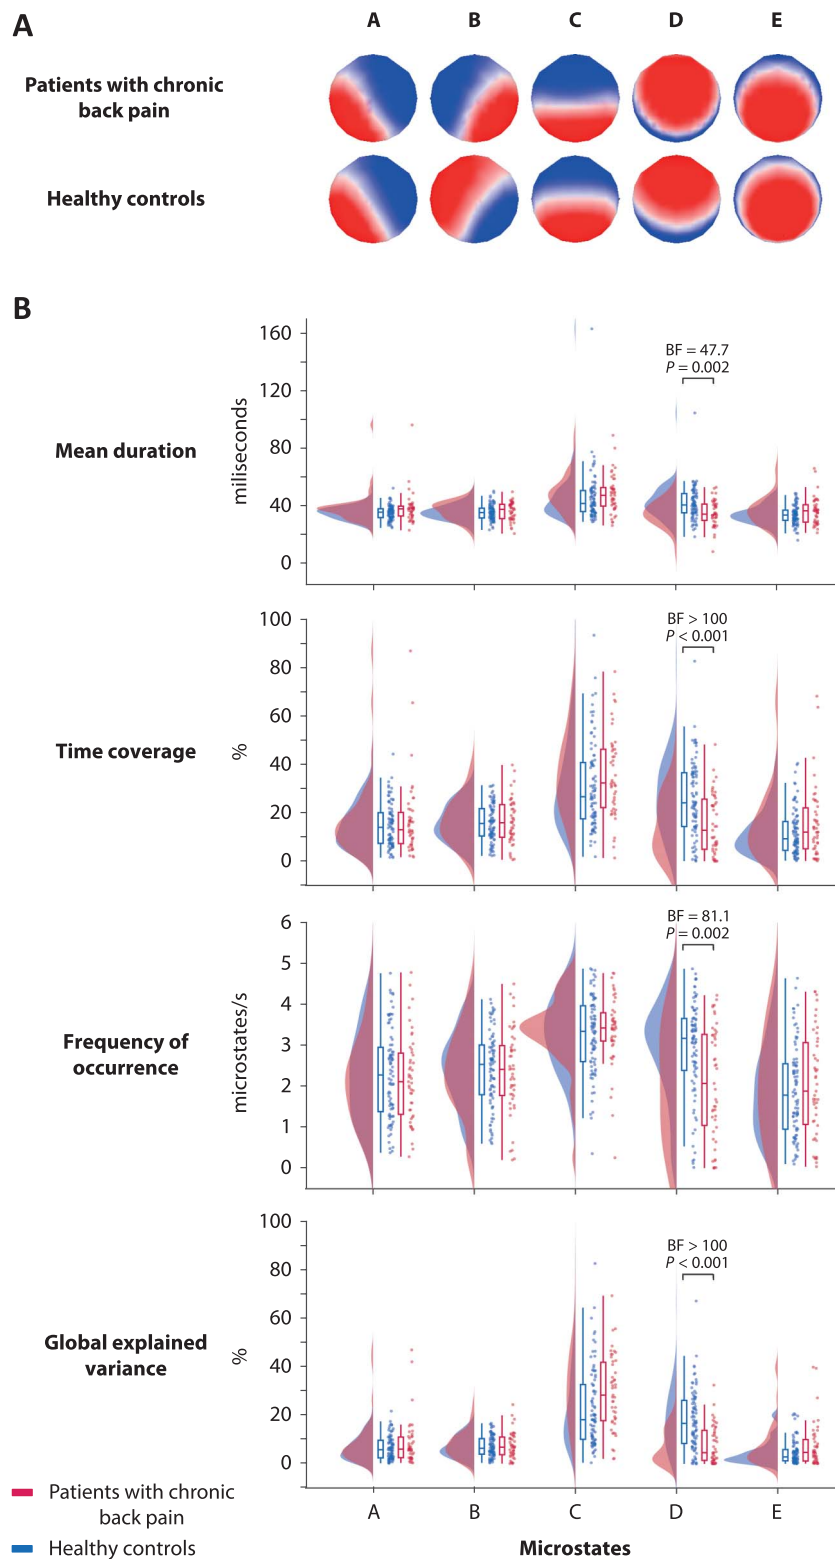 A
A B C D E
Patients with chronic
back pain
Healthy controls
B
160
120
80
40
0
miliseconds
Mean duration
BF = 47.7
P = 0.002
100
80
60
40
20
0
%
Time coverage
BF > 100
P < 0.001
6
5
4
3
2
1
0
microstates/s
Frequency of
occurrence
BF = 81.1
P = 0.002
100
80
60
40
20
0
%
Global explained
variance
BF > 100
P < 0.001
A B C D E
Microstates
Patients with chronic
back pain
Healthy controls